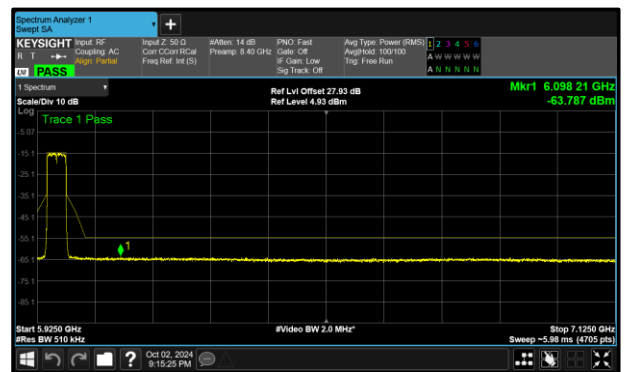 Spectrum Analyzer 1
Swept SA
+
KEYSIGHT
R T
LXI PASS
Input: RF
Coupling: AC
Align: Partial
Input Z: 50 Ω
Corr CCorr RCal
Freq Ref: Int (S)
#Atten: 14 dB
Preamp: 8.40 GHz
PNO: Fast
Gate: Off
IF Gain: Low
Sig Track: Off
Avg Type: Power (RMS)
Avg|Hold: 100/100
Trig: Free Run
1 2 3 4 5 6
A W W W W W
A N N N N N
1 Spectrum
Scale/Div 10 dB
Ref Lvl Offset 27.93 dB
Ref Level 4.93 dBm
Mkr1 6.098 21 GHz
-63.787 dBm
Log
Trace 1 Pass
-5.07
-15.1
-25.1
-35.1
-45.1
-55.1
-65.1
-75.1
-85.1
1
Start 5.9250 GHz
#Res BW 510 kHz
#Video BW 2.0 MHz*
Stop 7.1250 GHz
Sweep ~5.98 ms (4705 pts)
?
Oct 02, 2024
9:15:25 PM